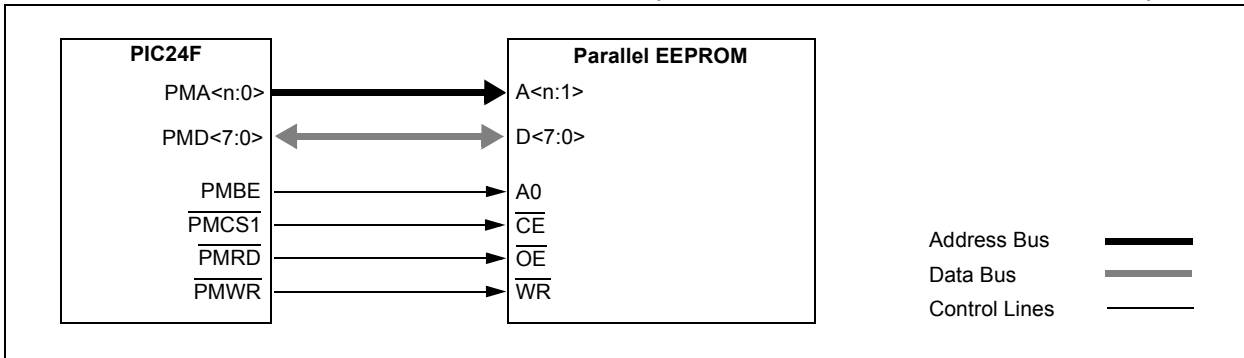 PIC24F
Parallel EEPROM
PMA<n:0>
A<n:1>
PMD<7:0>
D<7:0>
PMBE
A0
PMCS1
CE
PMRD
OE
PMWR
WR
Address Bus
Data Bus
Control Lines